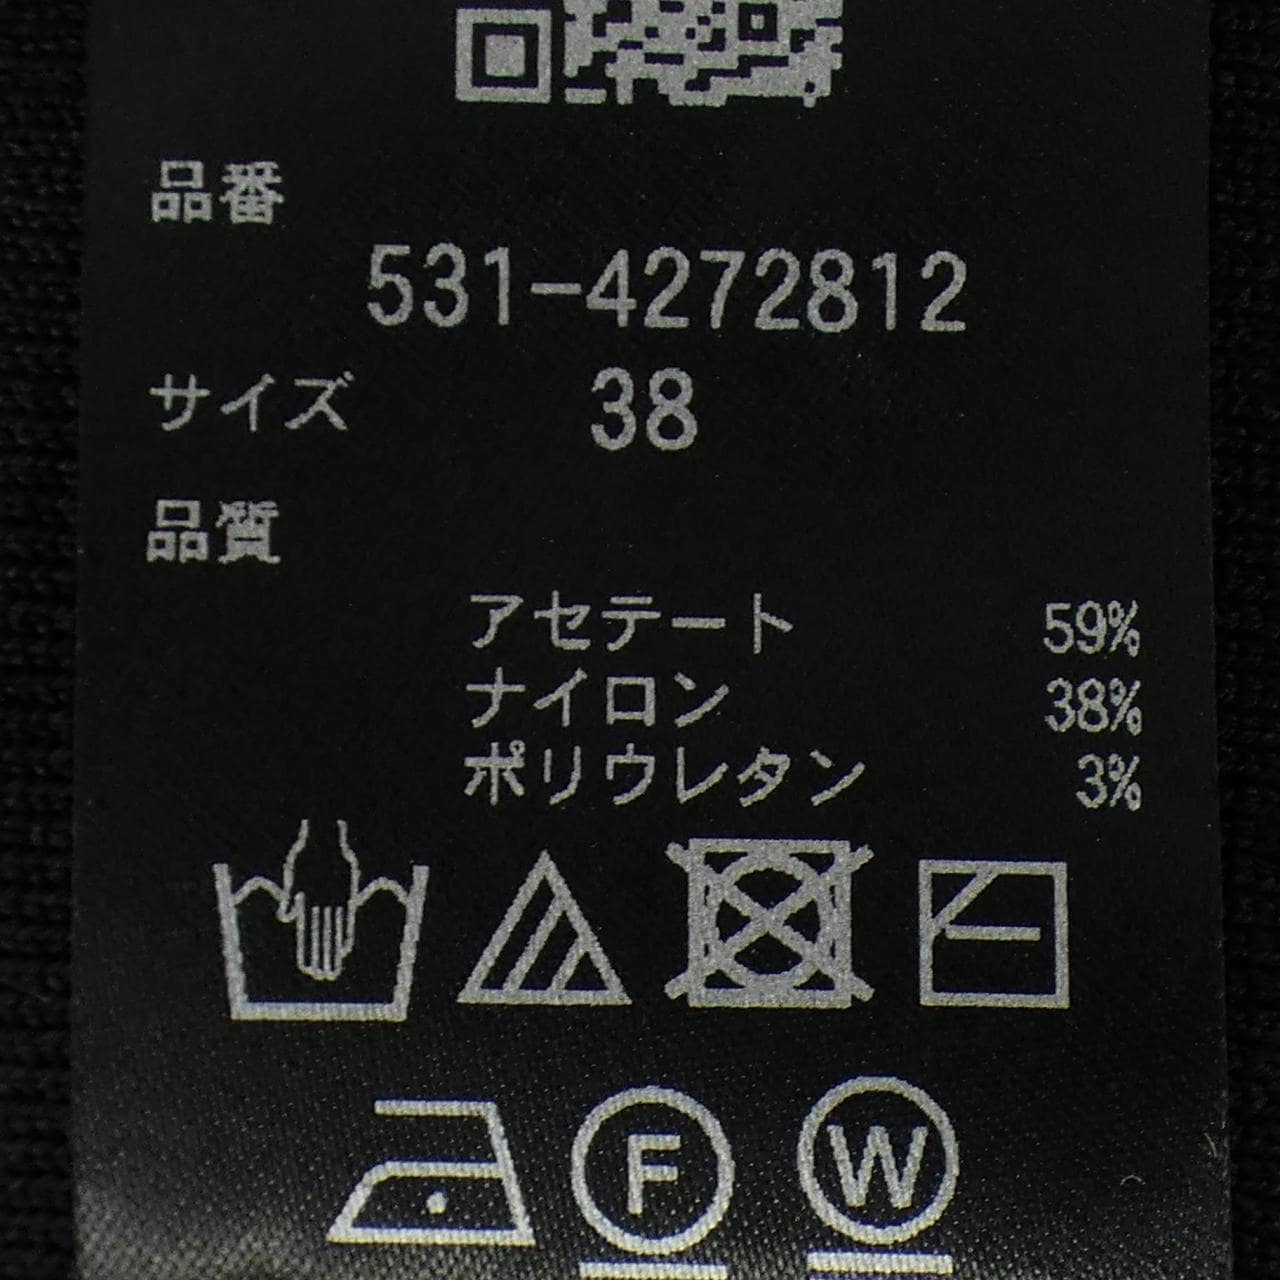 品番
531-4272812
サイズ 38
品質
アセテート 59%
ナイロン 38%
ポリウレタン 3%
F W